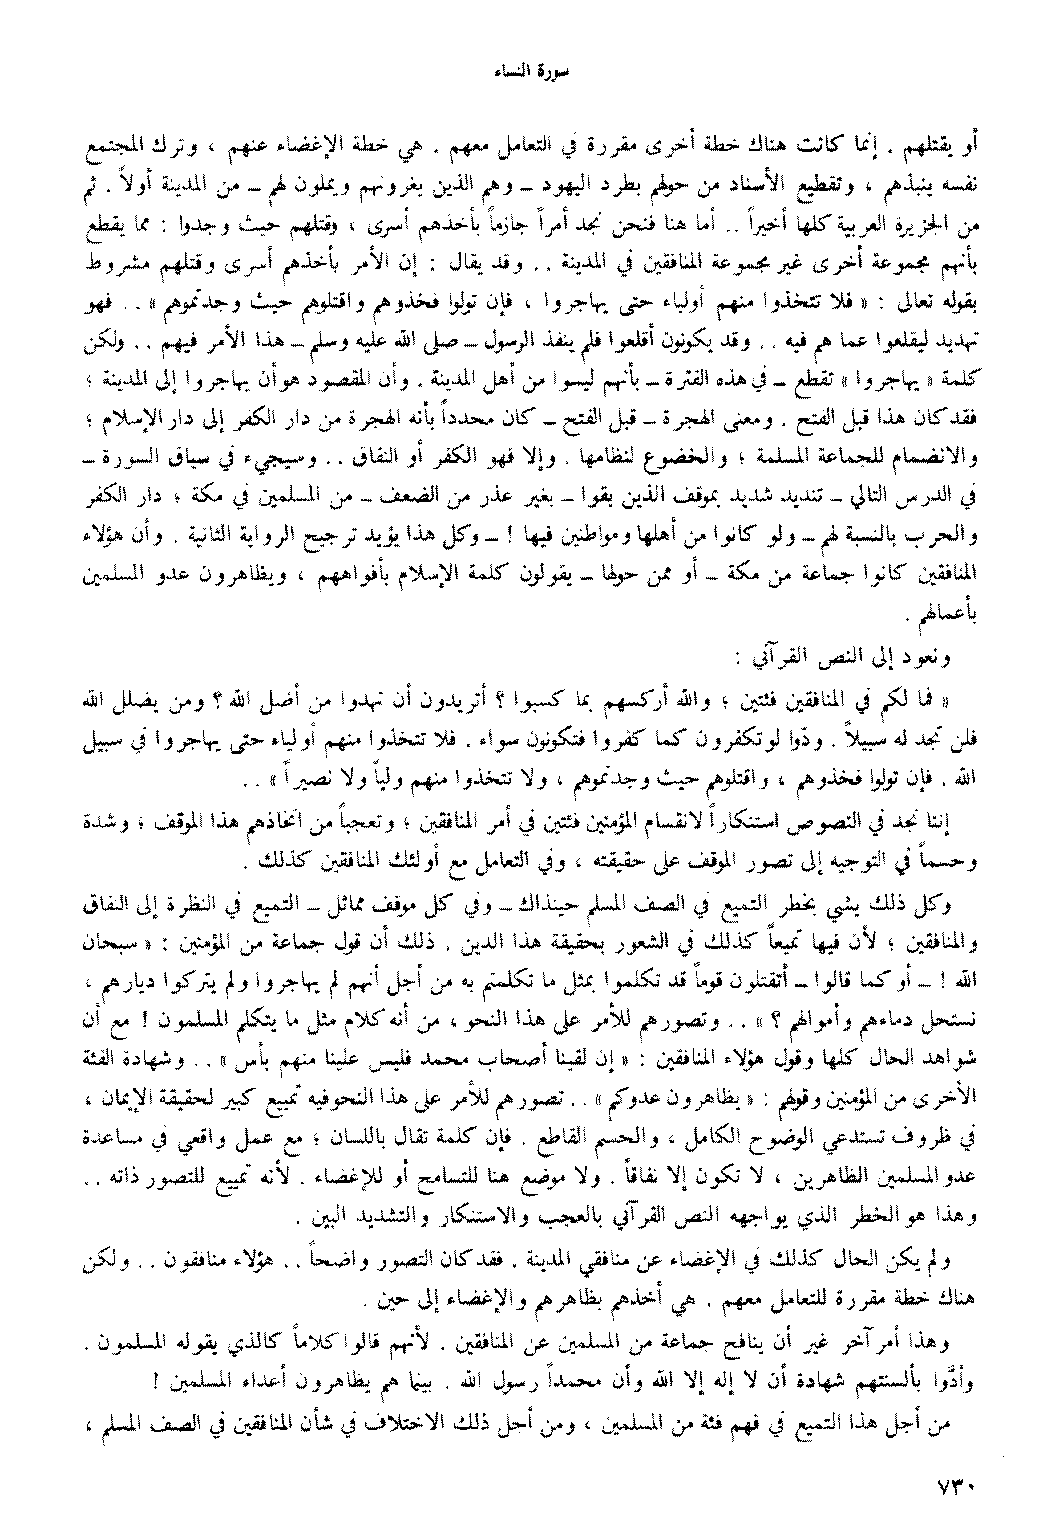 سورة النساء
أو يقتلهم . إنما كانت هناك خطة أخرى مقررة في التعامل معهم . هي خطة الإغضاء عنهم ، وترك المجتمع
نفسه ينبذهم ، وتقطيع الأسناد من حولهم بطرد اليهود – وهم الذين يغرونهم ويملون لهم – من المدينة أولاً . ثم
من الجزيرة العربية كلها أخيراً .. أما هنا فنحن نجد أمراً جازماً بأخذهم أسرى ، وقتلهم حيث وجدوا : مما يقطع
بأنهم مجموعة أخرى غير مجموعة المنافقين في المدينة .. وقد يقال : إن الأمر بأخذهم أسرى وقتلهم مشروط
بقوله تعالى : « فلا تتخذوا منهم أولياء حتى يهاجروا ، فإن تولوا فخذوهم واقتلوهم حيث وجدتموهم » .. فهو
تهديد ليقلعوا عما هم فيه .. وقد يكونون أقلعوا فلم ينفذ الرسول – صلى الله عليه وسلم – هذا الأمر فيهم .. ولكن
كلمة « يهاجروا » تقطع – في هذه الفترة – بأنهم ليسوا من أهل المدينة . وأن المقصود هو أن يهاجروا إلى المدينة ؛
فقد كان هذا قبل الفتح . ومعنى الهجرة – قبل الفتح – كان محدداً بأنه الهجرة من دار الكفر إلى دار الإسلام ؛
والانضمام للجماعة المسلمة ؛ والخضوع لنظامها . وإلا فهو الكفر أو النفاق .. وسيجيء في سياق السورة –
في الدرس التالي – تنديد شديد بموقف الذين بقوا – بغير عذر من الضعف – من المسلمين في مكة ؛ دار الكفر
والحرب بالنسبة لهم – ولو كانوا من أهلها ومواطنين فيها ! – وكل هذا يؤيد ترجيح الرواية الثانية . وأن هؤلاء
المنافقين كانوا جماعة من مكة – أو ممن حولها – يقولون كلمة الإسلام بأفواههم ، ويظاهرون عدو المسلمين
بأعمالهم .
ونعود إلى النص القرآني :
« فما لكم في المنافقين فئتين ؛ والله أركسهم بما كسبوا ؟ أتريدون أن تهدوا من أضل الله ؟ ومن يضلل الله
فلن تجد له سبيلاً . ودّوا لو تكفرون كما كفروا فتكونون سواء . فلا تتخذوا منهم أولياء حتى يهاجروا في سبيل
الله . فإن تولوا فخذوهم ، واقتلوهم حيث وجدتموهم ، ولا تتخذوا منهم ولياً ولا نصيراً » ..
إننا نجد في النصوص استنكاراً لانقسام المؤمنين فئتين في أمر المنافقين ؛ وتعجباً من اتخاذهم هذا الموقف ؛ وشدة
وحسماً في التوجيه إلى تصور الموقف على حقيقته ، وفي التعامل مع أولئك المنافقين كذلك .
وكل ذلك يشي بخطر التميع في الصف المسلم حينذاك – وفي كل موقف مماثل – التميع في النظرة إلى النفاق
والمنافقين ؛ لأن فيها تميعاً كذلك في الشعور بحقيقة هذا الدين . ذلك أن قول جماعة من المؤمنين : « سبحان
الله ! – أو كما قالوا – أتقتلون قوماً قد تكلموا بمثل ما تكلمتم به من أجل أنهم لم يهاجروا ولم يتركوا ديارهم ،
نستحل دماءهم وأموالهم ؟ » .. وتصورهم للأمر على هذا النحو ، من أنه كلام مثل ما يتكلم المسلمون ! مع أن
شواهد الحال كلها وقول هؤلاء المنافقين : « إن لقينا أصحاب محمد فليس علينا منهم بأس » .. وشهادة الفئة
الأخرى من المؤمنين وقولهم : « يظاهرون عدوكم » .. تصورهم للأمر على هذا النحو فيه تمييع كبير لحقيقة الإيمان ،
في ظروف تستدعي الوضوح الكامل ، والحسم القاطع . فإن كلمة تقال باللسان ؛ مع عمل واقعي في مساعدة
عدو المسلمين الظاهرين ، لا تكون إلا نفاقاً . ولا موضع هنا للتسامح أو للإغضاء . لأنه تمييع للتصور ذاته ..
وهذا هو الخطر الذي يواجهه النص القرآني بالعجب والاستنكار والتشديد البين .
ولم يكن الحال كذلك في الإغضاء عن منافقي المدينة . فقد كان التصور واضحاً .. هؤلاء منافقون .. ولكن
هناك خطة مقررة للتعامل معهم . هي أخذهم بظاهرهم والإغضاء إلى حين .
وهذا أمر آخر غير أن ينافح جماعة من المسلمين عن المنافقين . لأنهم قالوا كلاماً كالذي يقوله المسلمون .
وأدَّوا بألسنتهم شهادة أن لا إله إلا الله وأن محمداً رسول الله . بينما هم يظاهرون أعداء المسلمين !
من أجل هذا التميع في فهم فئة من المسلمين ، ومن أجل ذلك الاختلاف في شأن المنافقين في الصف المسلم ،
٧٣٠